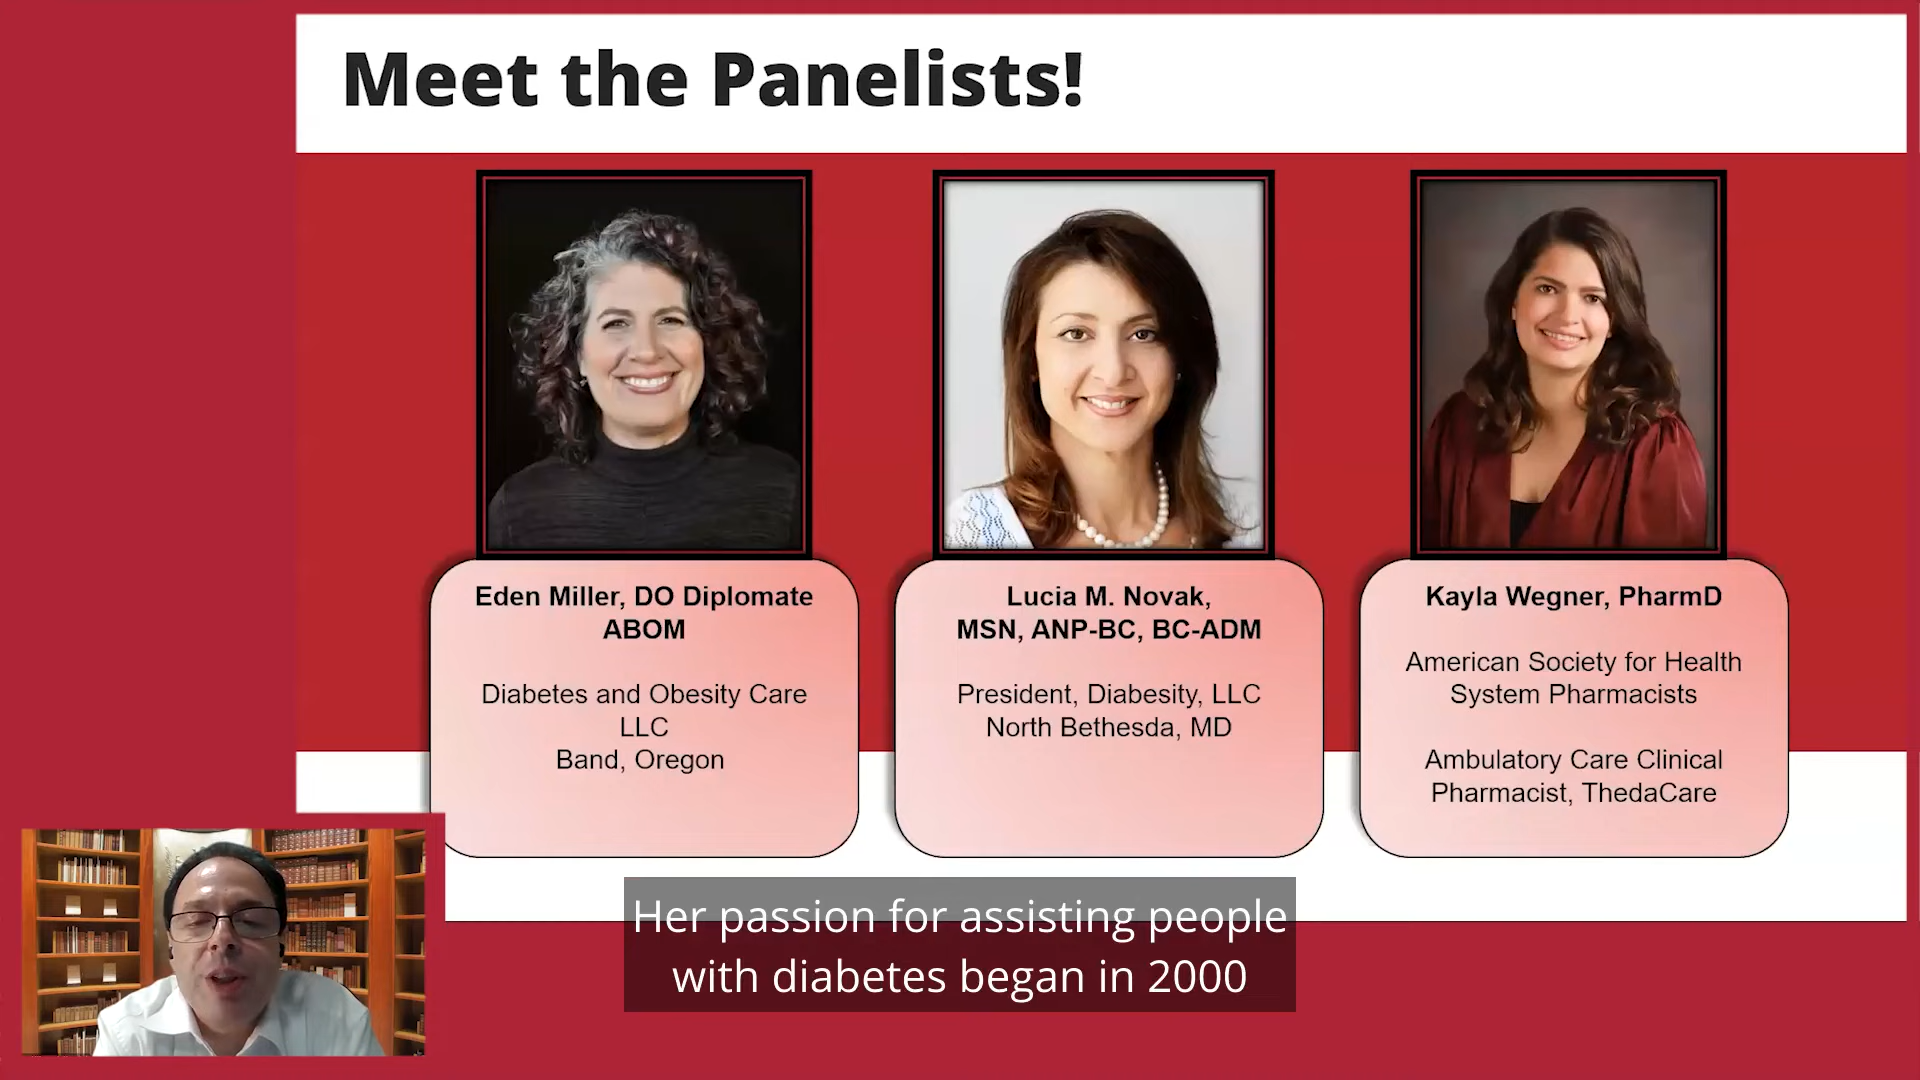 Meet the Panelists!
Eden Miller, DO Diplomate
ABOM
Diabetes and Obesity Care
LLC
Band, Oregon
Lucia M. Novak,
MSN, ANP-BC, BC-ADM
President, Diabesity, LLC
North Bethesda, MD
Kayla Wegner, PharmD
American Society for Health
System Pharmacists
Ambulatory Care Clinical
Pharmacist, ThedaCare
Her passion for assisting people
with diabetes began in 2000